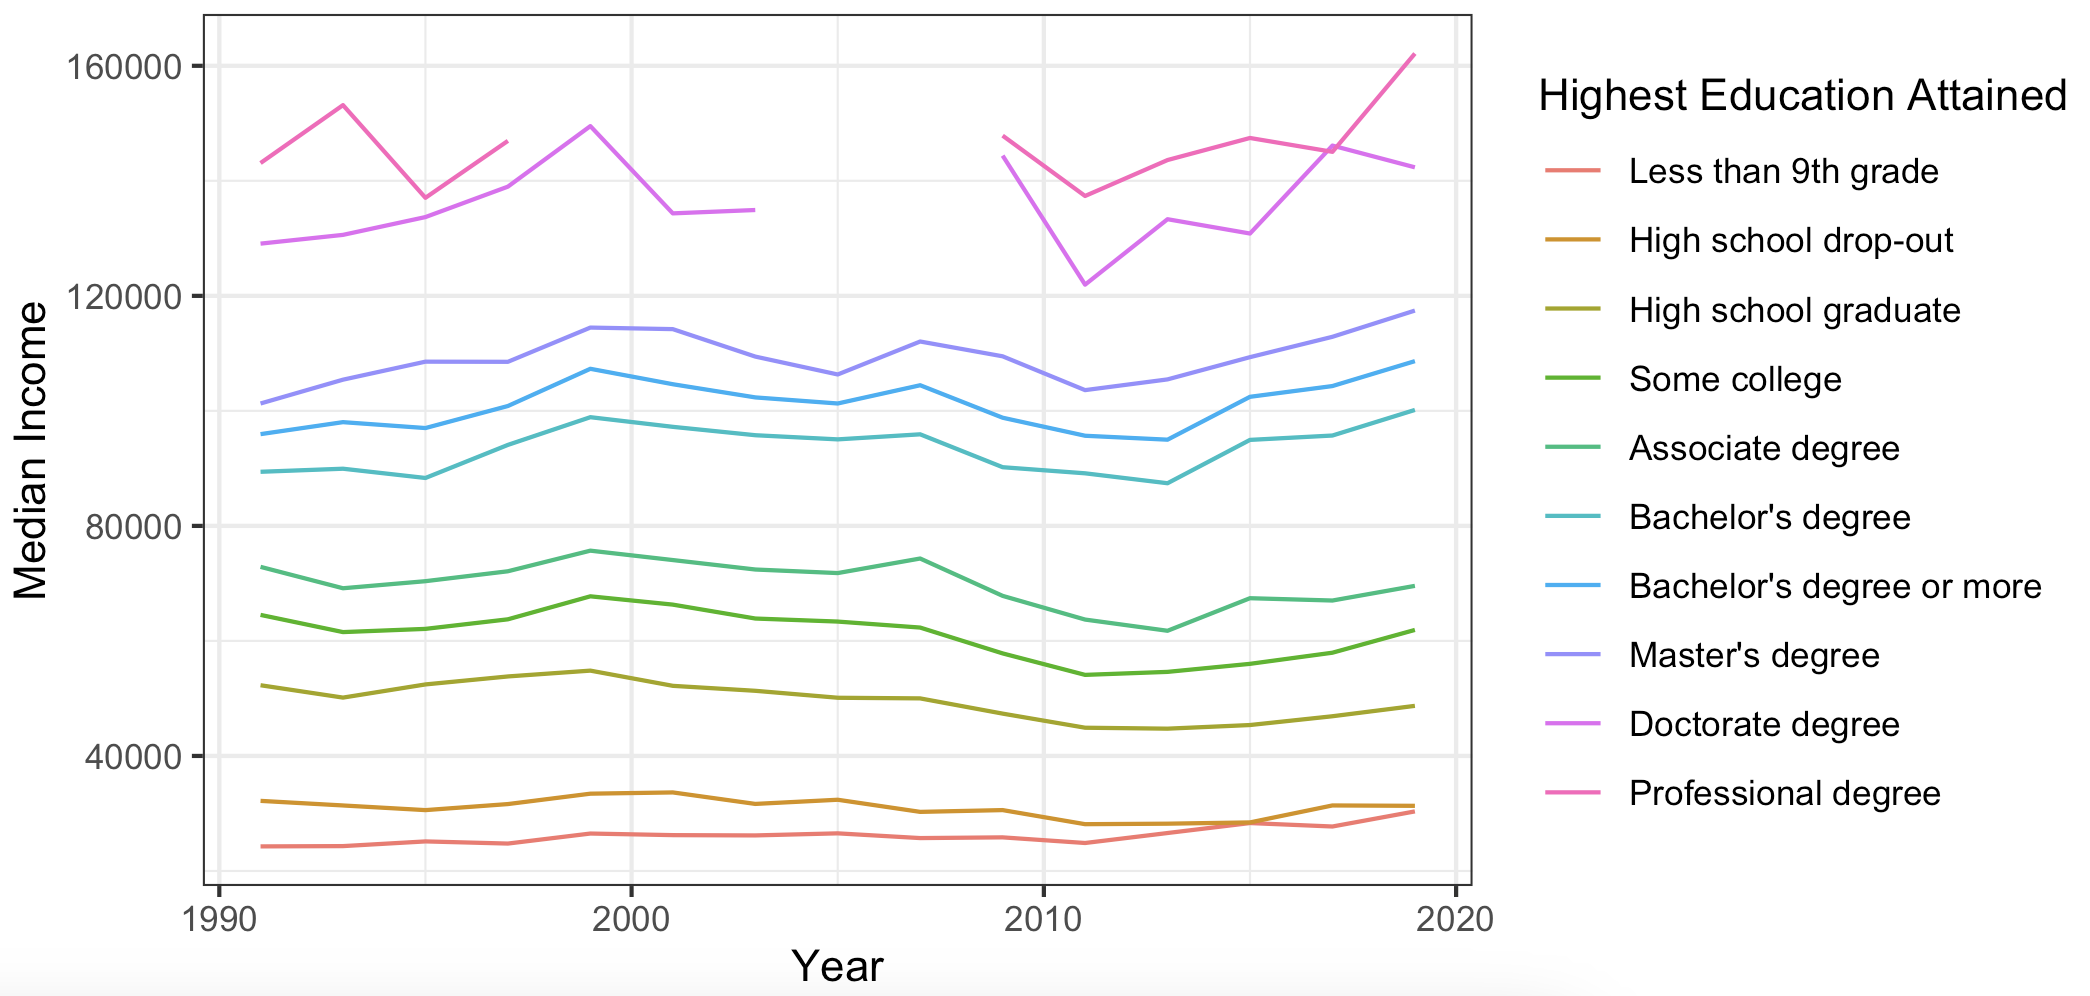 160000
120000
80000
40000
Median Income
1990
2000
2010
2020
Year
Highest Education Attained
Less than 9th grade
High school drop-out
High school graduate
Some college
Associate degree
Bachelor's degree
Bachelor's degree or more
Master's degree
Doctorate degree
Professional degree